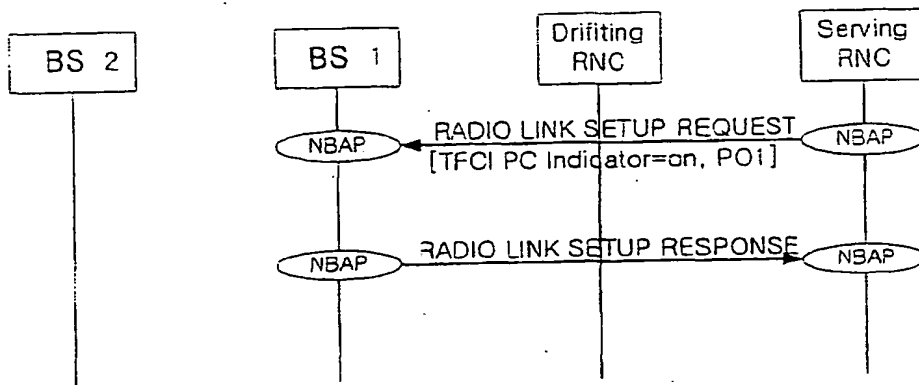 BS 2
BS 1
Drifiting
RNC
Serving
RNC
NBAP
RADIO LINK SETUP REQUEST
NBAP
[TFCI PC Indicator=on, PO1]
NBAP
RADIO LINK SETUP RESPONSE
NBAP